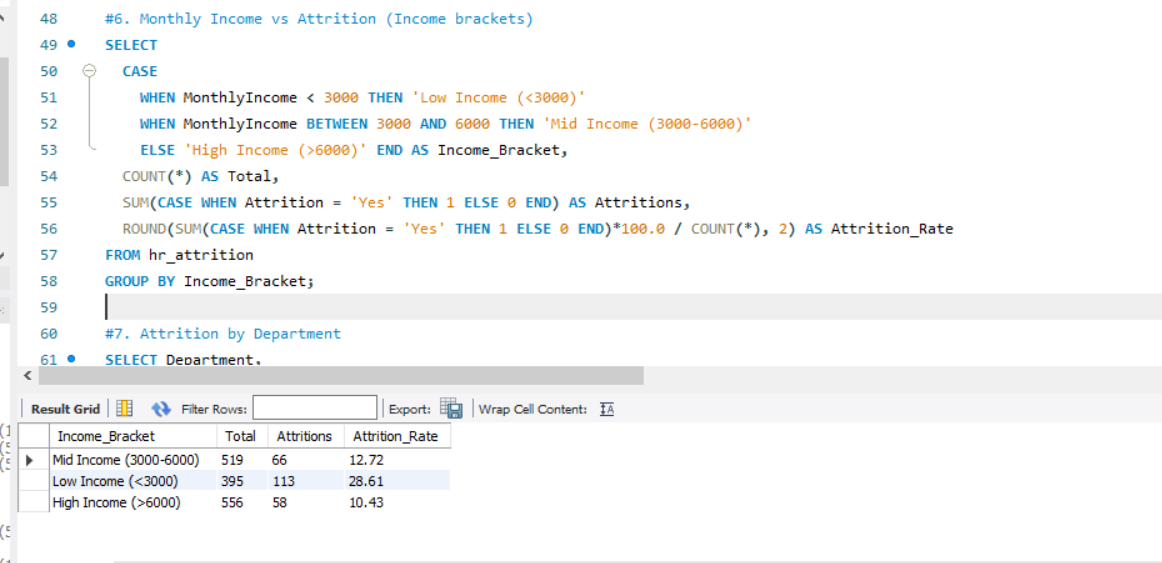 48 #6. Monthly Income vs Attrition (Income brackets)
49 SELECT
50 CASE
51 WHEN MonthlyIncome < 3000 THEN 'Low Income (<3000)'
52 WHEN MonthlyIncome BETWEEN 3000 AND 6000 THEN 'Mid Income (3000-6000)'
53 ELSE 'High Income (>6000)' END AS Income_Bracket,
54 COUNT(*) AS Total,
55 SUM(CASE WHEN Attrition = 'Yes' THEN 1 ELSE 0 END) AS Attritions,
56 ROUND(SUM(CASE WHEN Attrition = 'Yes' THEN 1 ELSE 0 END)*100.0 / COUNT(*), 2) AS Attrition_Rate
57 FROM hr_attrition
58 GROUP BY Income_Bracket;
59
60 #7. Attrition by Department
61 SELECT Department,
Result Grid Filter Rows: Export: Wrap Cell Content:
Income_Bracket Total Attritions Attrition_Rate
Mid Income (3000-6000) 519 66 12.72
Low Income (<3000) 395 113 28.61
High Income (>6000) 556 58 10.43